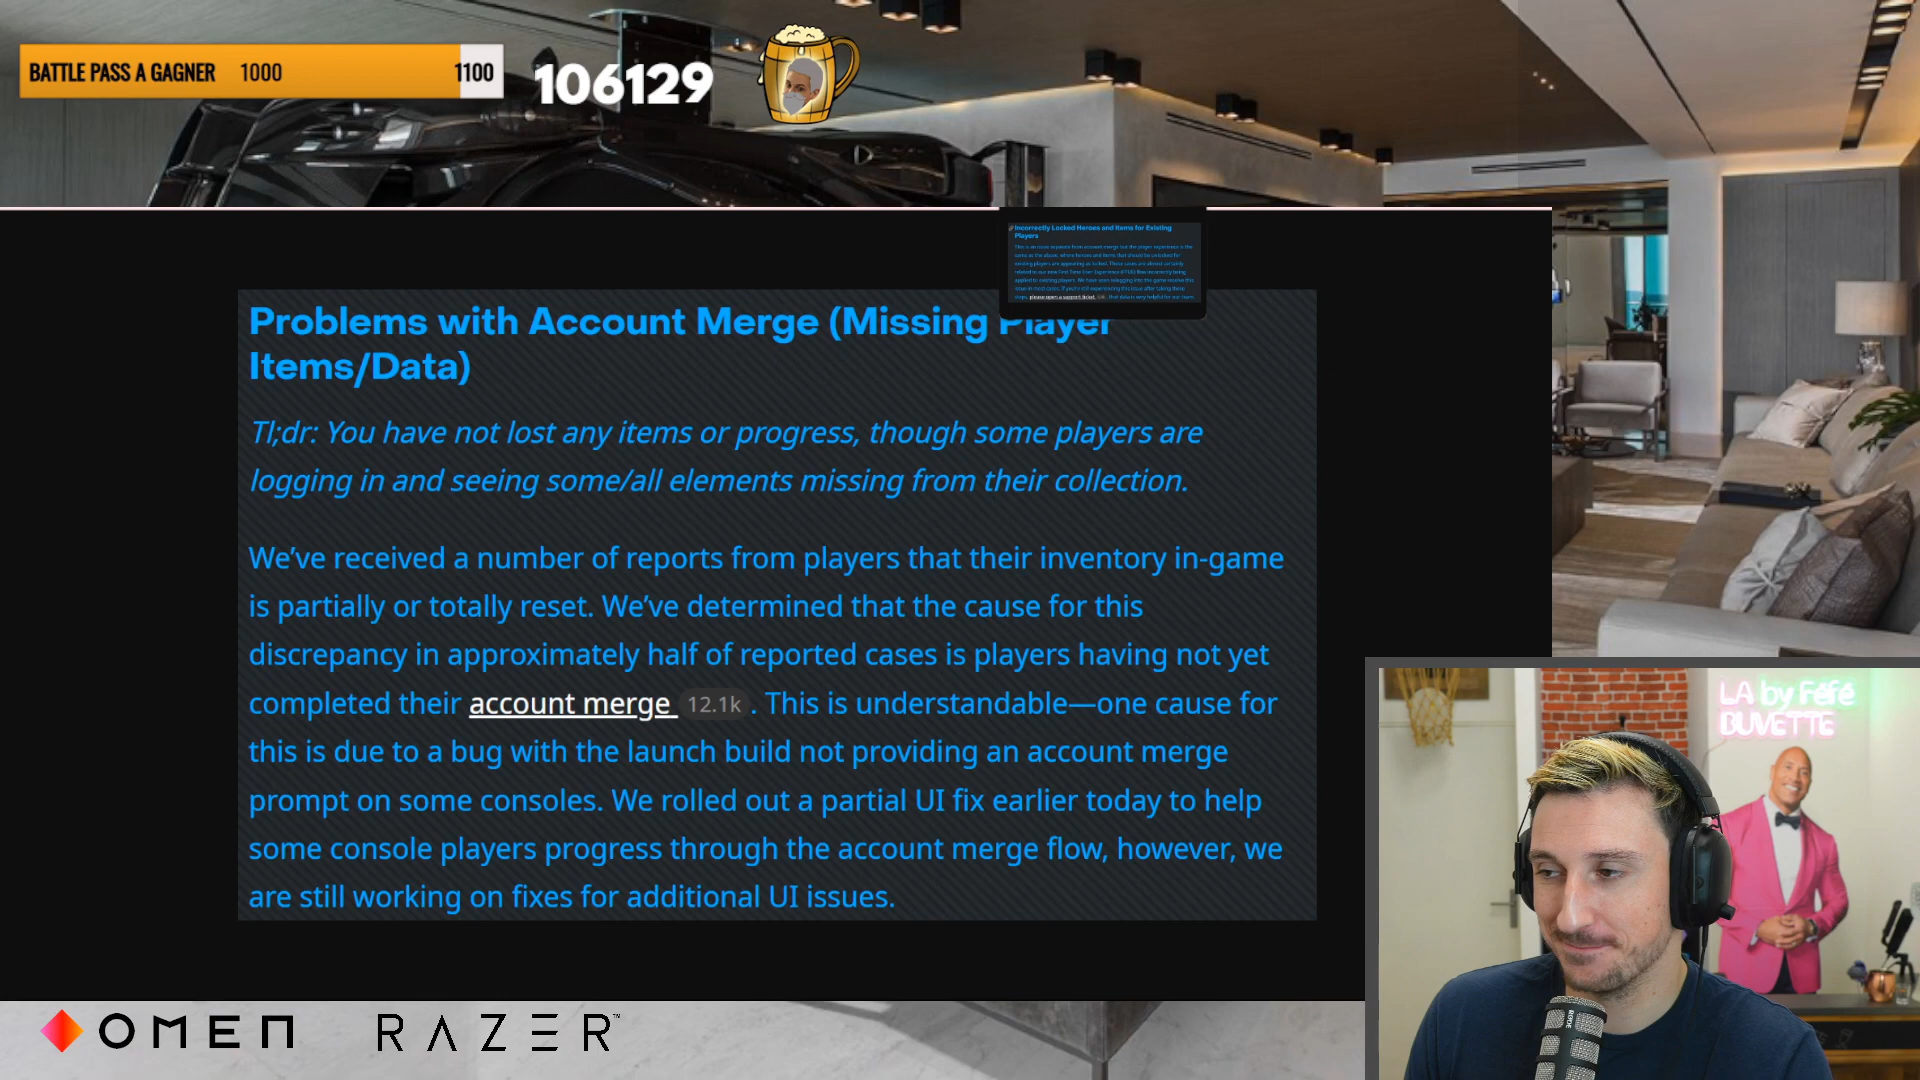 BATTLE PASS A GAGNER 1000 1100
106129
Incorrectly Locked Heroes and Items for Existing
Players
Problems with Account Merge (Missing Player
Items/Data)
Tl;dr: You have not lost any items or progress, though some players are
logging in and seeing some/all elements missing from their collection.
We’ve received a number of reports from players that their inventory in-game
is partially or totally reset. We’ve determined that the cause for this
discrepancy in approximately half of reported cases is players having not yet
completed their account merge 12.1k . This is understandable—one cause for
this is due to a bug with the launch build not providing an account merge
prompt on some consoles. We rolled out a partial UI fix earlier today to help
some console players progress through the account merge flow, however, we
are still working on fixes for additional UI issues.
LA by Féfé
BUVETTE
OMEN RAZER™